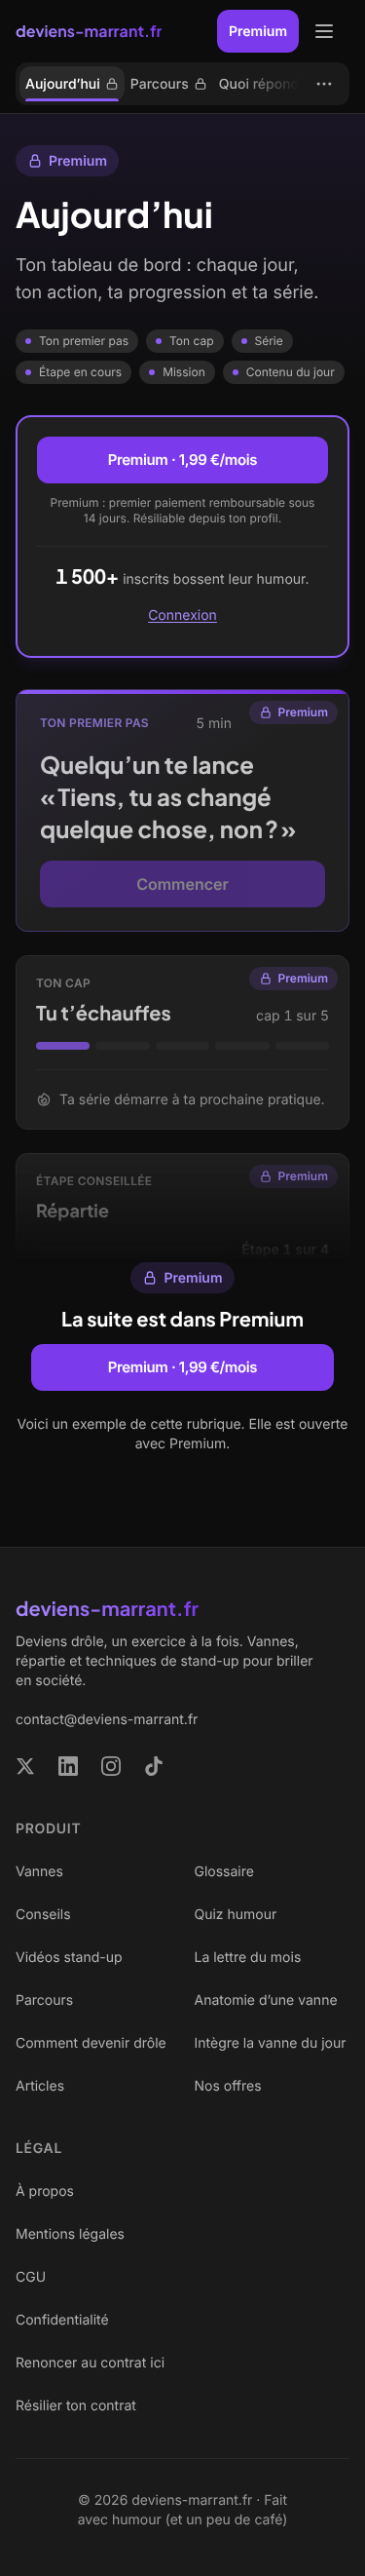 deviens-marrant.fr
Premium
Aujourd’hui
Parcours
Quoi répond
Premium
Aujourd’hui
Ton tableau de bord : chaque jour,
ton action, ta progression et ta série.
Ton premier pas
Ton cap
Série
Étape en cours
Mission
Contenu du jour
Premium · 1,99 €/mois
Premium : premier paiement remboursable sous
14 jours. Résiliable depuis ton profil.
1 500+ inscrits bossent leur humour.
Connexion
TON PREMIER PAS
5 min
Premium
Quelqu’un te lance
« Tiens, tu as changé
quelque chose, non ? »
Commencer
TON CAP
Premium
Tu t’échauffes
cap 1 sur 5
Ta série démarre à ta prochaine pratique.
ÉTAPE CONSEILLÉE
Premium
Répartie
Étape 1 sur 4
Premium
La suite est dans Premium
Premium · 1,99 €/mois
Voici un exemple de cette rubrique. Elle est ouverte
avec Premium.
deviens-marrant.fr
Deviens drôle, un exercice à la fois. Vannes,
répartie et techniques de stand-up pour briller
en société.
contact@deviens-marrant.fr
PRODUIT
Vannes
Glossaire
Conseils
Quiz humour
Vidéos stand-up
La lettre du mois
Parcours
Anatomie d’une vanne
Comment devenir drôle
Intègre la vanne du jour
Articles
Nos offres
LÉGAL
À propos
Mentions légales
CGU
Confidentialité
Renoncer au contrat ici
Résilier ton contrat
© 2026 deviens-marrant.fr · Fait
avec humour (et un peu de café)